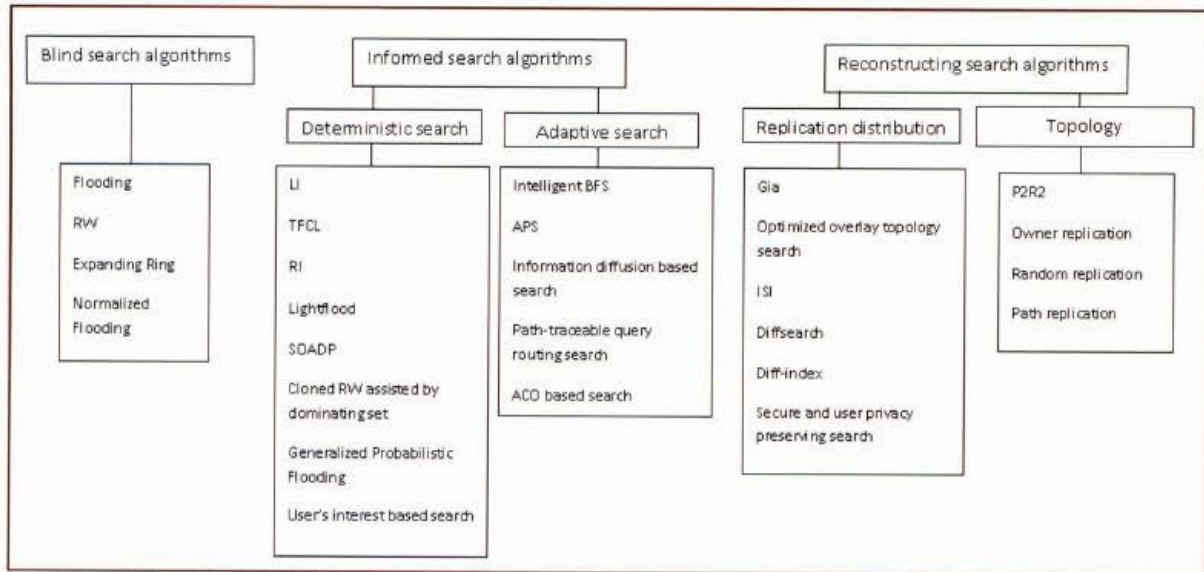 Blind search algorithms
Flooding
RW
Expanding Ring
Normalized
Flooding
Informed search algorithms
Deterministic search
LI
TFCL
RI
Lightflood
SOADP
Cloned RW assisted by
dominating set
Generalized Probabilistic
Flooding
User's interest based search
Adaptive search
Intelligent BFS
APS
Information diffusion based
search
Path-traceable query
routing search
ACO based search
Reconstructing search algorithms
Replication distribution
Gia
Optimized overlay topology
search
ISI
Diffsearch
Diff-index
Secure and user privacy
preserving search
Topology
P2R2
Owner replication
Random replication
Path replication